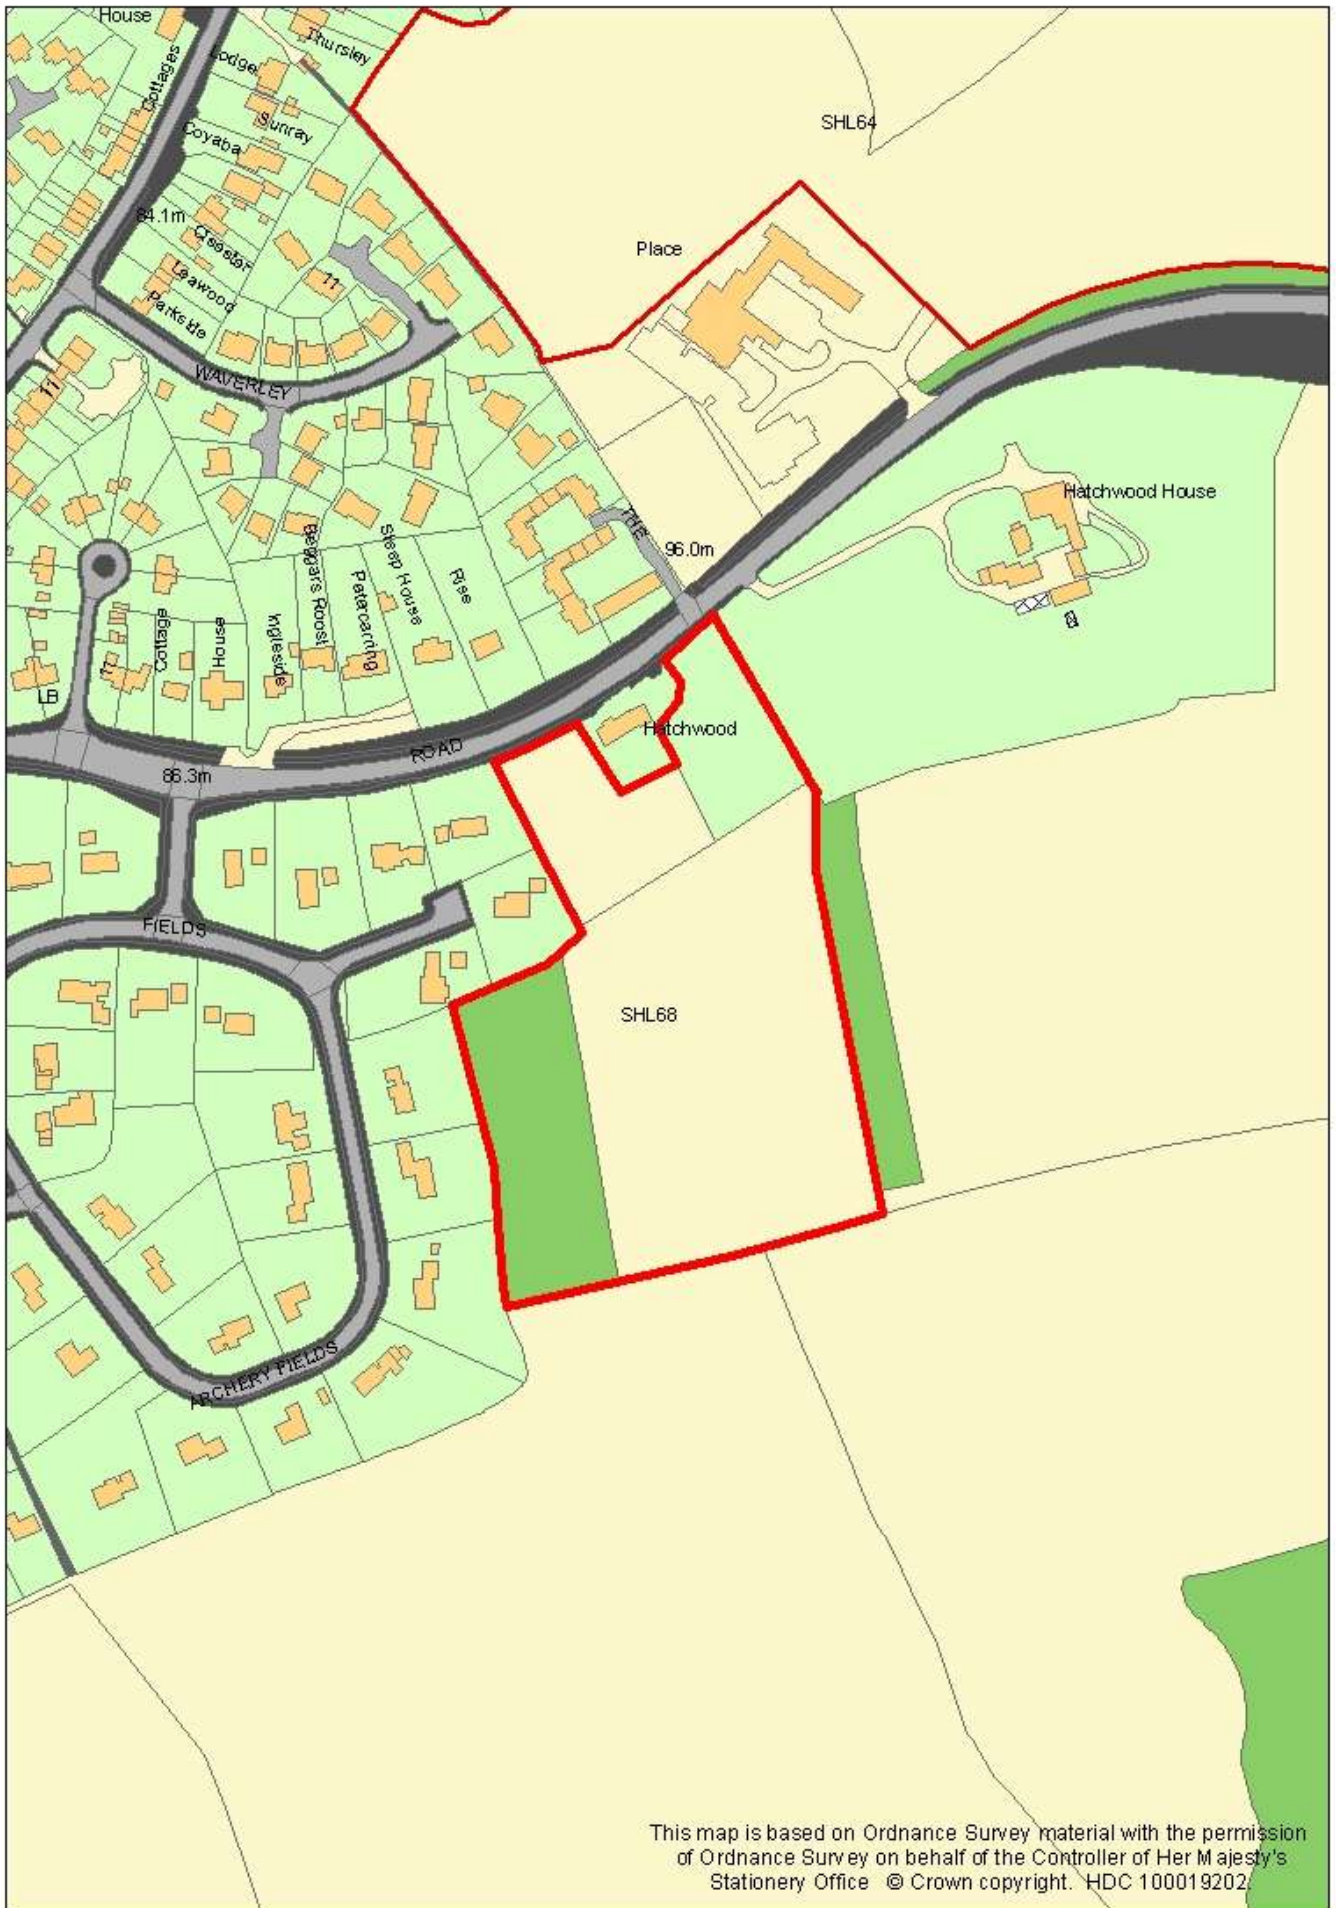 House
Cottages
Lodge
Thursley
Sunray
Coyaba
SHL64
84.1m
Place
Leawood
11
Parkside
WAVERLEY
11
Hatchwood House
THE
96.0m
Beggars Roost
Steep House
Petercarring
Rise
Cottage
House
Ingleside
11
LB
Hatchwood
ROAD
86.3m
FIELDS
SHL68
ARCHERY FIELDS
This map is based on Ordnance Survey material with the permission
of Ordnance Survey on behalf of the Controller of Her Majesty's
Stationery Office © Crown copyright. HDC 100019202.